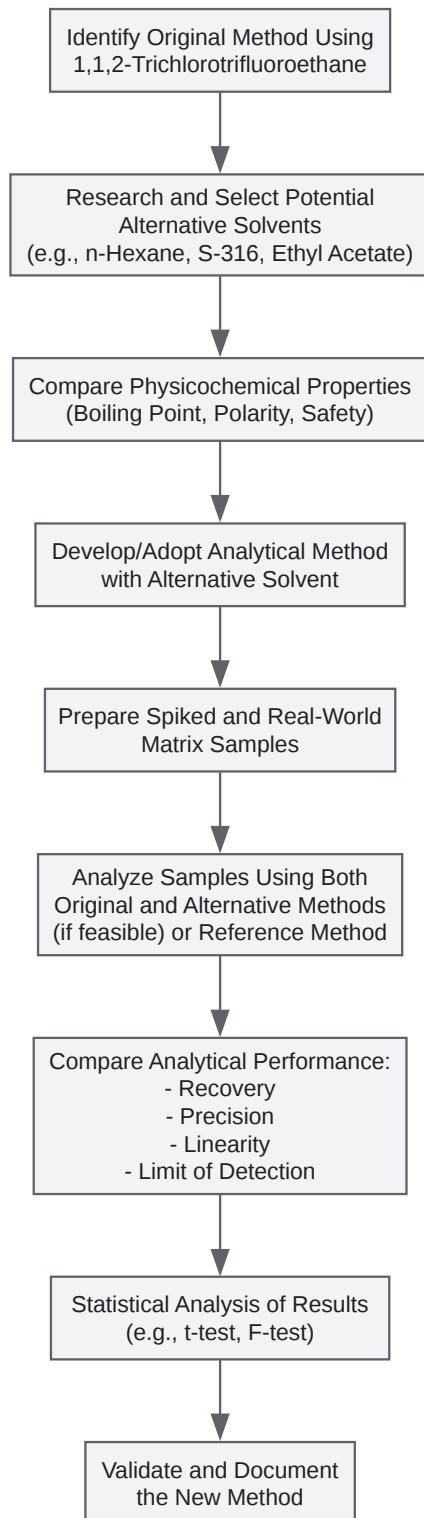 Identify Original Method Using
1,1,2-Trichlorotrifluoroethane
Research and Select Potential
Alternative Solvents
(e.g., n-Hexane, S-316, Ethyl Acetate)
Compare Physicochemical Properties
(Boiling Point, Polarity, Safety)
Develop/Adopt Analytical Method
with Alternative Solvent
Prepare Spiked and Real-World
Matrix Samples
Analyze Samples Using Both
Original and Alternative Methods
(if feasible) or Reference Method
Compare Analytical Performance:
- Recovery
- Precision
- Linearity
- Limit of Detection
Statistical Analysis of Results
(e.g., t-test, F-test)
Validate and Document
the New Method